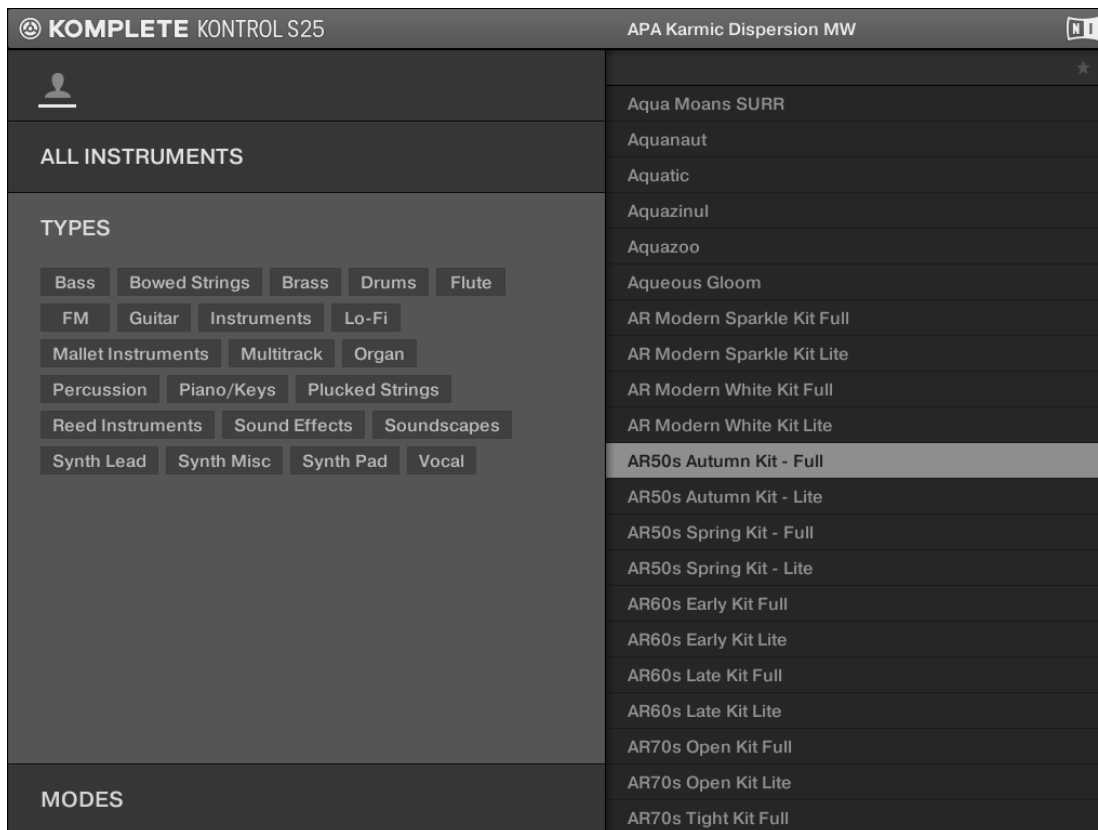 KOMPLETE KONTROL S25
APA Karmic Dispersion MW
NI
ALL INSTRUMENTS
TYPES
Bass Bowed Strings Brass Drums Flute
FM Guitar Instruments Lo-Fi
Mallet Instruments Multitrack Organ
Percussion Piano/Keys Plucked Strings
Reed Instruments Sound Effects Soundscapes
Synth Lead Synth Misc Synth Pad Vocal
MODES
Aqua Moans SURR
Aquanaut
Aquatic
Aquazinul
Aquazoo
Aqueous Gloom
AR Modern Sparkle Kit Full
AR Modern Sparkle Kit Lite
AR Modern White Kit Full
AR Modern White Kit Lite
AR50s Autumn Kit - Full
AR50s Autumn Kit - Lite
AR50s Spring Kit - Full
AR50s Spring Kit - Lite
AR60s Early Kit Full
AR60s Early Kit Lite
AR60s Late Kit Full
AR60s Late Kit Lite
AR70s Open Kit Full
AR70s Open Kit Lite
AR70s Tight Kit Full